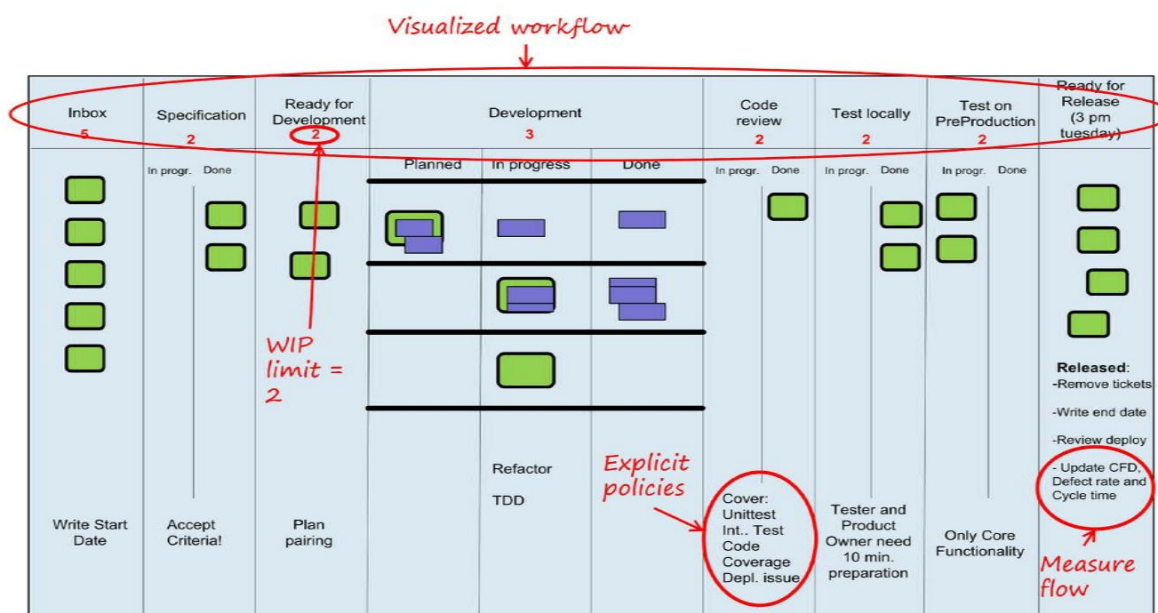 Visualized workflow
Inbox
5
Specification
2
Ready for
Development
2
Development
3
Code
review
2
Test locally
2
Test on
PreProduction
2
Ready for
Release
(3 pm
tuesday)
In progr. Done
Planned
In progress
Done
In progr. Done
In progr. Done
In progr. Done
WIP
limit =
2
Released:
-Remove tickets
-Write end date
-Review deploy
- Update CFD,
Defect rate and
Cycle time
Refactor
TDD
Explicit
policies
Write Start
Date
Accept
Criteria!
Plan
pairing
Cover:
Unittest
Int.. Test
Code
Coverage
Depl. issue
Tester and
Product
Owner need
10 min.
preparation
Only Core
Functionality
Measure
flow